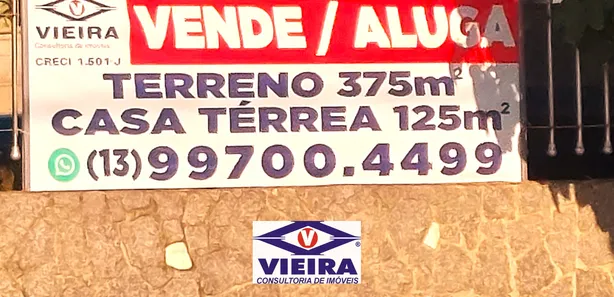 VIEIRA
Consultoria de imóveis
CRECI 1.501 J
VENDE / ALUGA
TERRENO 375m²
CASA TÉRREA 125m²
(13) 99700.4499
V
VIEIRA®
CONSULTORIA DE IMÓVEIS